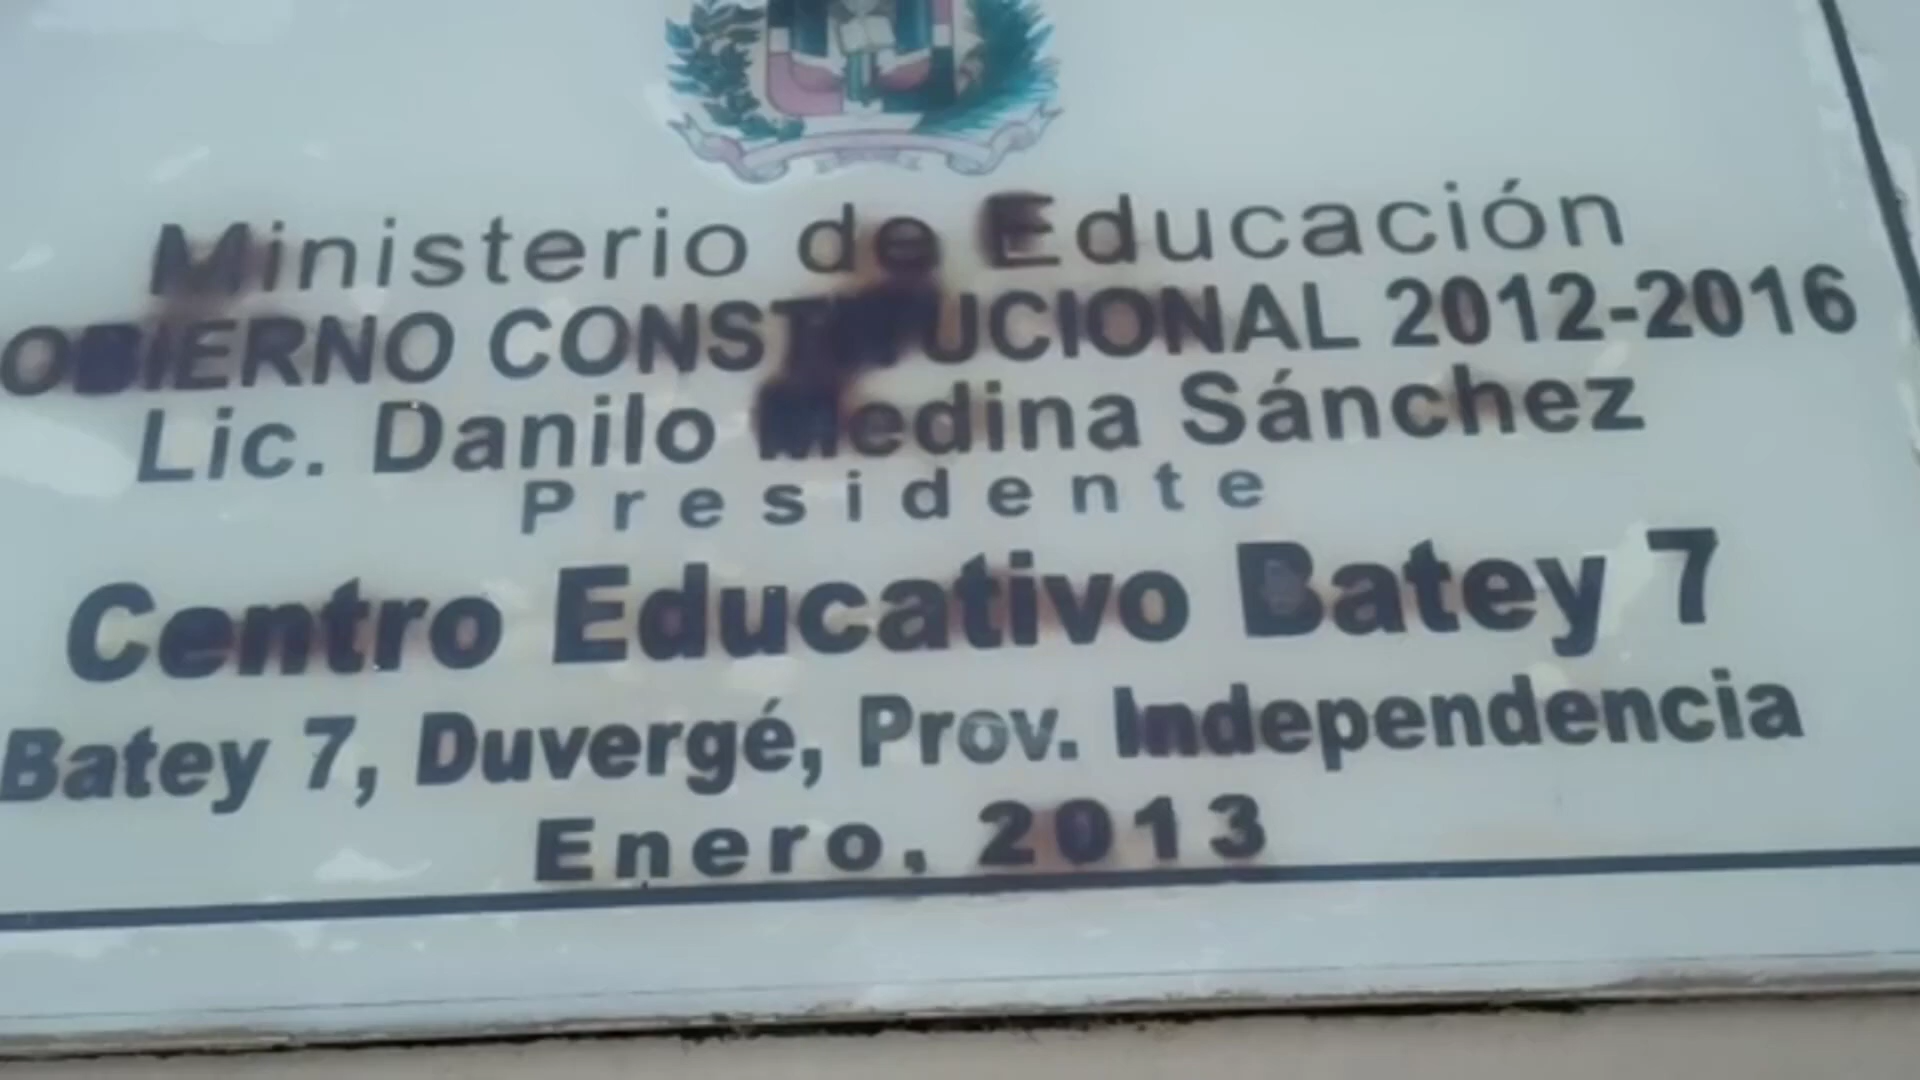 Ministerio de Educación
OBIERNO CONSTITUCIONAL 2012-2016
Lic. Danilo Medina Sánchez
Presidente
Centro Educativo Batey 7
Batey 7, Duvergé, Prov. Independencia
Enero, 2013